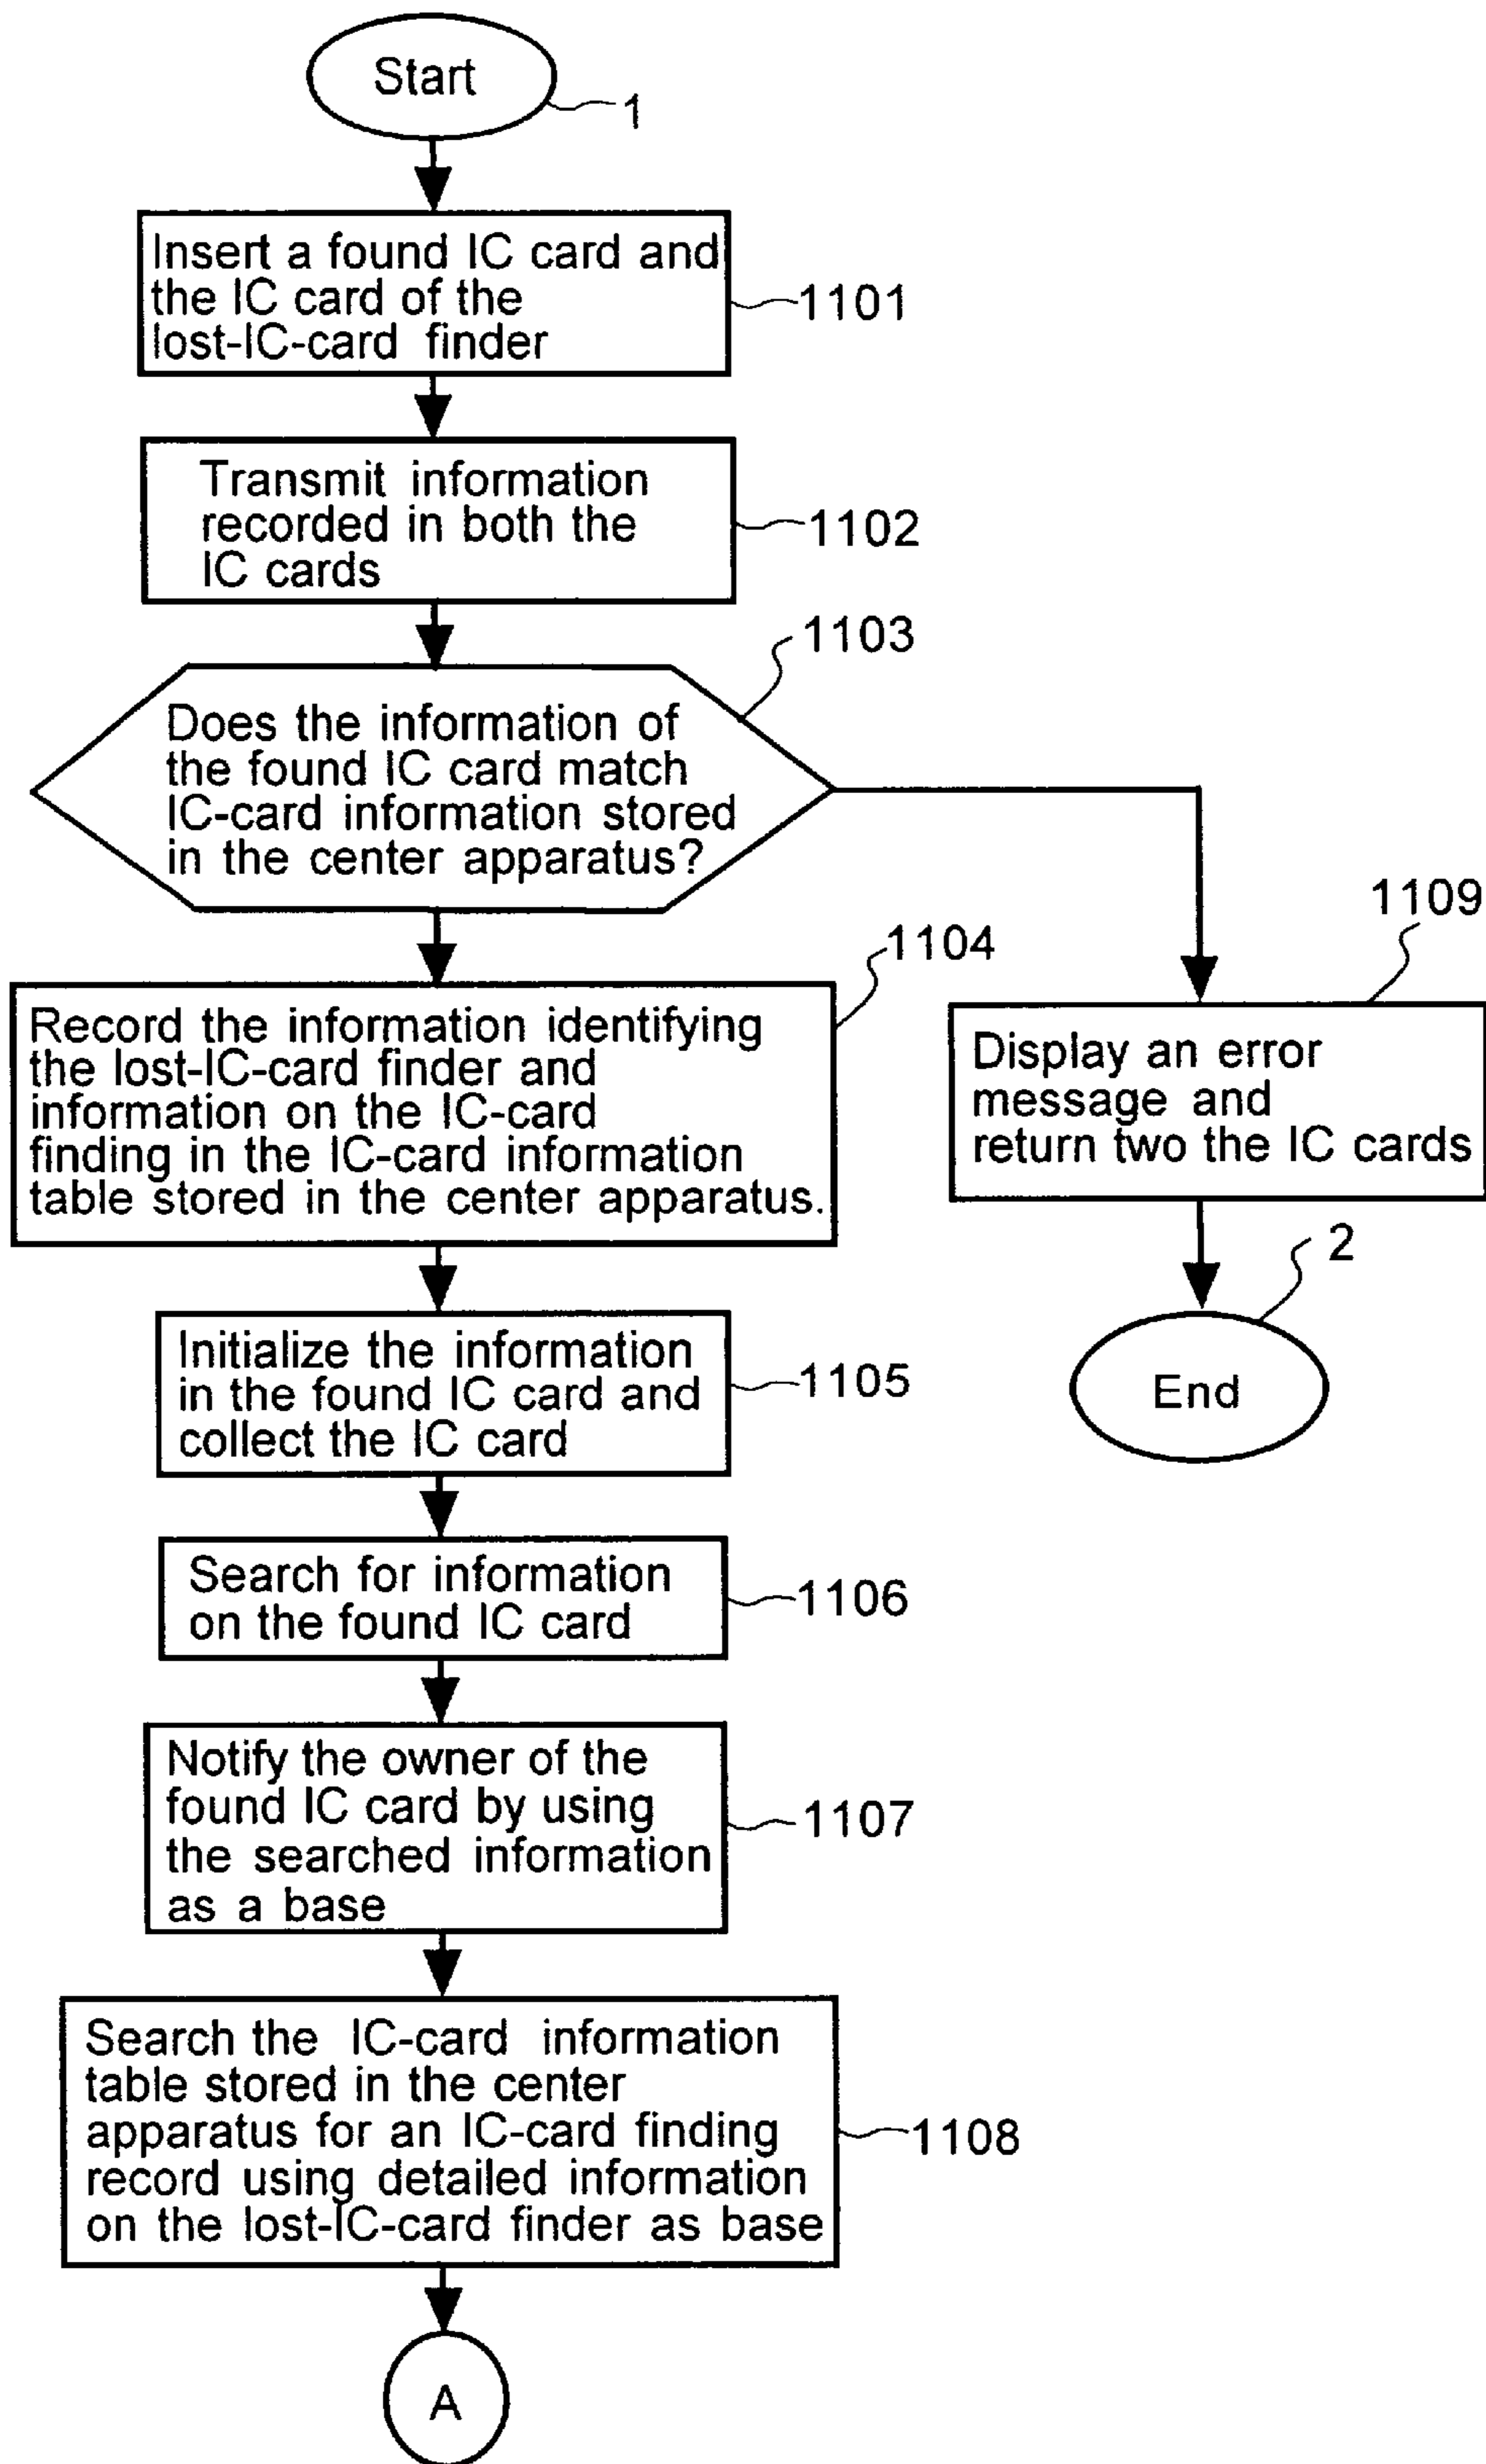 Start
1
Insert a found IC card and
the IC card of the
lost-IC-card finder
1101
Transmit information
recorded in both the
IC cards
1102
1103
Does the information of
the found IC card match
IC-card information stored
in the center apparatus?
1104
Record the information identifying
the lost-IC-card finder and
information on the IC-card
finding in the IC-card information
table stored in the center apparatus.
1109
Display an error
message and
return two the IC cards
2
End
Initialize the information
in the found IC card and
collect the IC card
1105
Search for information
on the found IC card
1106
Notify the owner of the
found IC card by using
the searched information
as a base
1107
Search the IC-card information
table stored in the center
apparatus for an IC-card finding
record using detailed information
on the lost-IC-card finder as base
1108
A